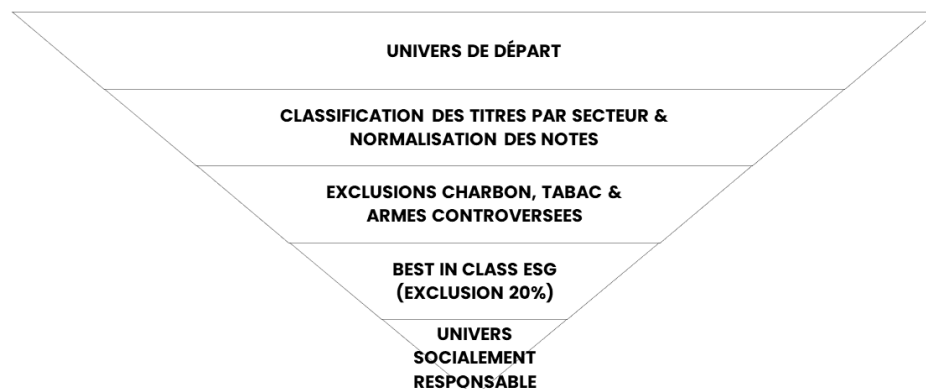 UNIVERS DE DÉPART
CLASSIFICATION DES TITRES PAR SECTEUR &
NORMALISATION DES NOTES
EXCLUSIONS CHARBON, TABAC &
ARMES CONTROVERSEES
BEST IN CLASS ESG
(EXCLUSION 20%)
UNIVERS
SOCIALEMENT
RESPONSABLE